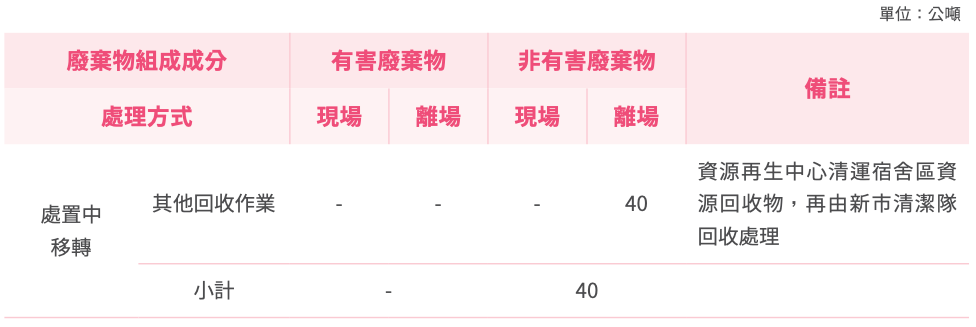 單位：公噸
廢棄物組成成分 有害廢棄物 非有害廢棄物 備註
處理方式 現場 離場 現場 離場
處置中
移轉
其他回收作業 - - - 40
資源再生中心清運宿舍區資
源回收物，再由新市清潔隊
回收處理
小計 - 40